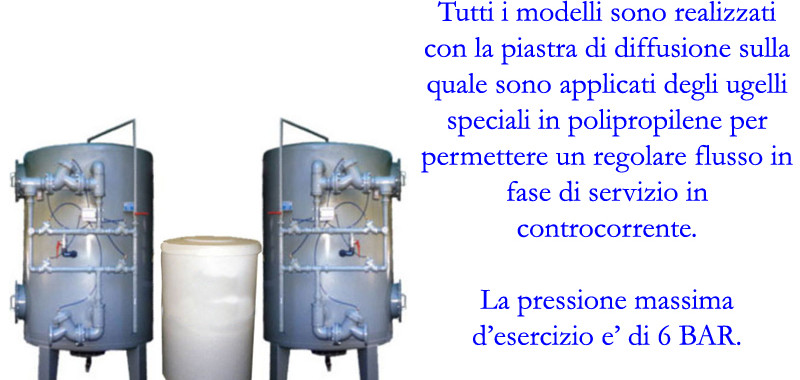 Tutti i modelli sono realizzati
con la piastra di diffusione sulla
quale sono applicati degli ugelli
speciali in polipropilene per
permettere un regolare flusso in
fase di servizio in
controcorrente.
La pressione massima
d’esercizio e’ di 6 BAR.